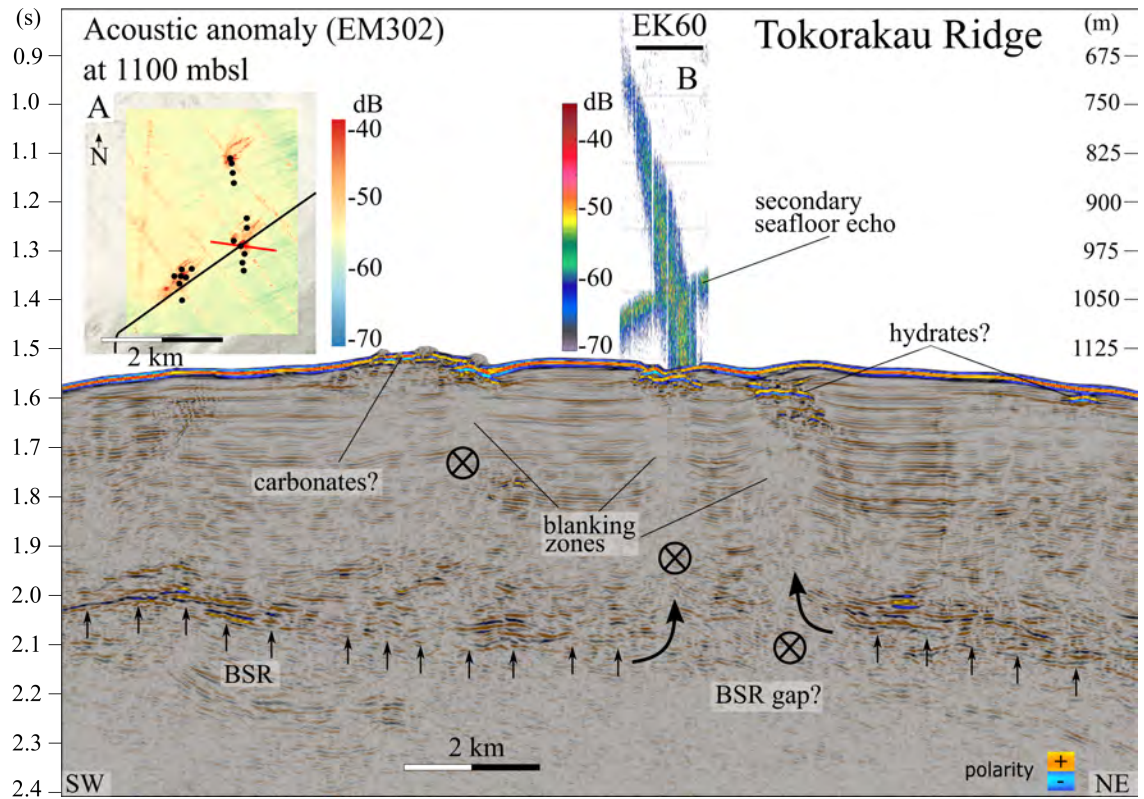 (s)
Acoustic anomaly (EM302)
at 1100 mbsl
EK60
Tokorakau Ridge
(m)
A
N
dB
-40
-50
-60
-70
2 km
B
dB
-40
-50
-60
-70
secondary
seafloor echo
hydrates?
carbonates?
blanking
zones
BSR
BSR gap?
2 km
SW
polarity
+
-
NE
0.9
1.0
1.1
1.2
1.3
1.4
1.5
1.6
1.7
1.8
1.9
2.0
2.1
2.2
2.3
2.4
675
750
825
900
975
1050
1125